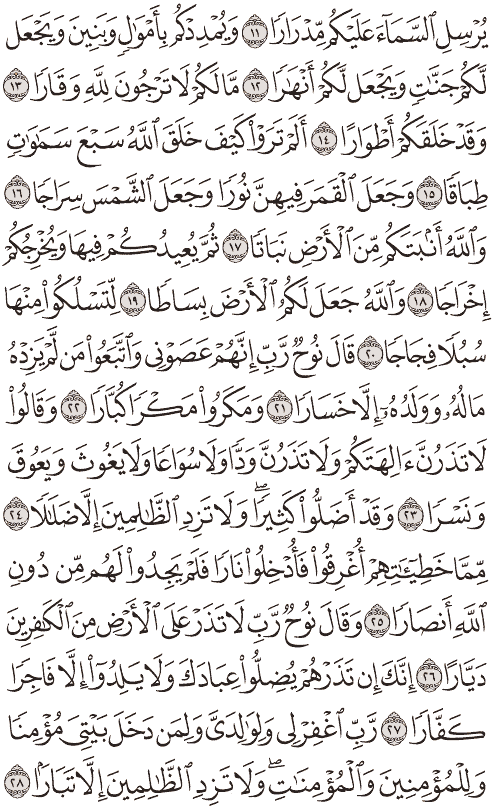 يُرْسِلِ ٱلسَّمَآءَ عَلَيْكُم مِّدْرَارًا ١١ وَيُمْدِدْكُم بِأَمْوَٰلٍ وَبَنِينَ وَيَجْعَل
لَّكُمْ جَنَّٰتٍ وَيَجْعَل لَّكُمْ أَنْهَٰرًا ١٢ مَّا لَكُمْ لَا تَرْجُونَ لِلَّهِ وَقَارًا ١٣
وَقَدْ خَلَقَكُمْ أَطْوَارًا ١٤ أَلَمْ تَرَوْا۟ كَيْفَ خَلَقَ ٱللَّهُ سَبْعَ سَمَٰوَٰتٍ
طِبَاقًا ١٥ وَجَعَلَ ٱلْقَمَرَ فِيهِنَّ نُورًا وَجَعَلَ ٱلشَّمْسَ سِرَاجًا ١٦
وَٱللَّهُ أَنۢبَتَكُم مِّنَ ٱلْأَرْضِ نَبَاتًا ١٧ ثُمَّ يُعِيدُكُمْ فِيهَا وَيُخْرِجُكُمْ
إِخْرَاجًا ١٨ وَٱللَّهُ جَعَلَ لَكُمُ ٱلْأَرْضَ بِسَاطًا ١٩ لِّتَسْلُكُوا۟ مِنْهَا
سُبُلًا فِجَاجًا ٢٠ قَالَ نُوحٌ رَّبِّ إِنَّهُمْ عَصَوْنِى وَٱتَّبَعُوا۟ مَن لَّمْ يَزِدْهُ
مَالُهُۥ وَوَلَدُهُۥٓ إِلَّا خَسَارًا ٢١ وَمَكَرُوا۟ مَكْرًا كُبَّارًا ٢٢ وَقَالُوا۟
لَا تَذَرُنَّ ءَالِهَتَكُمْ وَلَا تَذَرُنَّ وَدًّا وَلَا سُوَاعًا وَلَا يَغُوثَ وَيَعُوقَ
وَنَسْرًا ٢٣ وَقَدْ أَضَلُّوا۟ كَثِيرًا ۖ وَلَا تَزِدِ ٱلظَّٰلِمِينَ إِلَّا ضَلَٰلًا ٢٤
مِّمَّا خَطِيٓـَٰٔتِهِمْ أُغْرِقُوا۟ فَأُدْخِلُوا۟ نَارًا فَلَمْ يَجِدُوا۟ لَهُم مِّن دُونِ
ٱللَّهِ أَنصَارًا ٢٥ وَقَالَ نُوحٌ رَّبِّ لَا تَذَرْ عَلَى ٱلْأَرْضِ مِنَ ٱلْكَٰفِرِينَ
دَيَّارًا ٢٦ إِنَّكَ إِن تَذَرْهُمْ يُضِلُّوا۟ عِبَادَكَ وَلَا يَلِدُوٓا۟ إِلَّا فَاجِرًا
كَفَّارًا ٢٧ رَّبِّ ٱغْفِرْ لِى وَلِوَٰلِدَىَّ وَلِمَن دَخَلَ بَيْتِىَ مُؤْمِنًا
وَلِلْمُؤْمِنِينَ وَٱلْمُؤْمِنَٰتِ ۖ وَلَا تَزِدِ ٱلظَّٰلِمِينَ إِلَّا تَبَارًۢا ٢٨